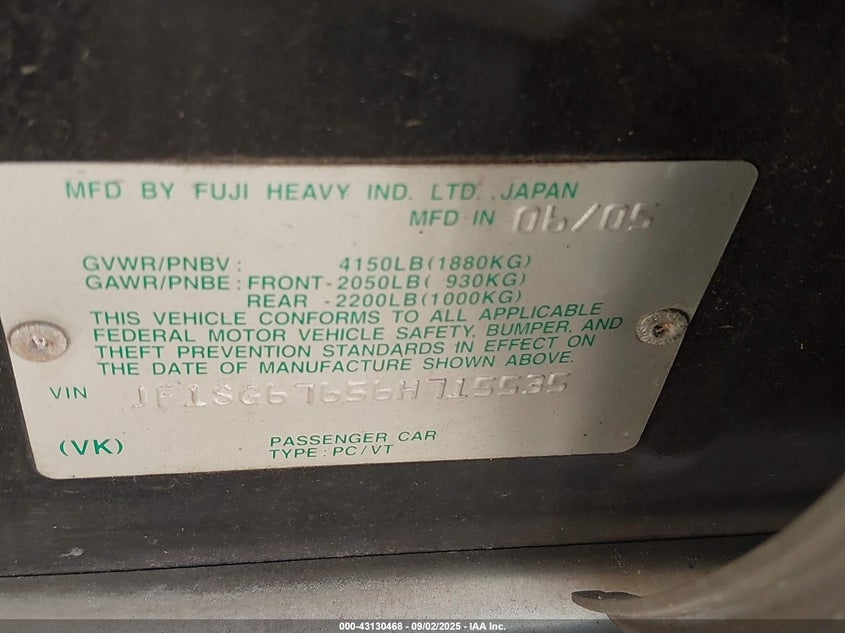 MFD BY FUJI HEAVY IND. LTD. JAPAN
MFD IN 06/05
GVWR/PNBV : 4150LB(1880KG)
GAWR/PNBE : FRONT-2050LB( 930KG)
REAR -2200LB(1000KG)
THIS VEHICLE CONFORMS TO ALL APPLICABLE
FEDERAL MOTOR VEHICLE SAFETY, BUMPER, AND
THEFT PREVENTION STANDARDS IN EFFECT ON
THE DATE OF MANUFACTURE SHOWN ABOVE.
VIN JF1SG67656H715535
(VK) PASSENGER CAR
TYPE : PC/VT
000-43130468 - 09/02/2025 - IAA Inc.